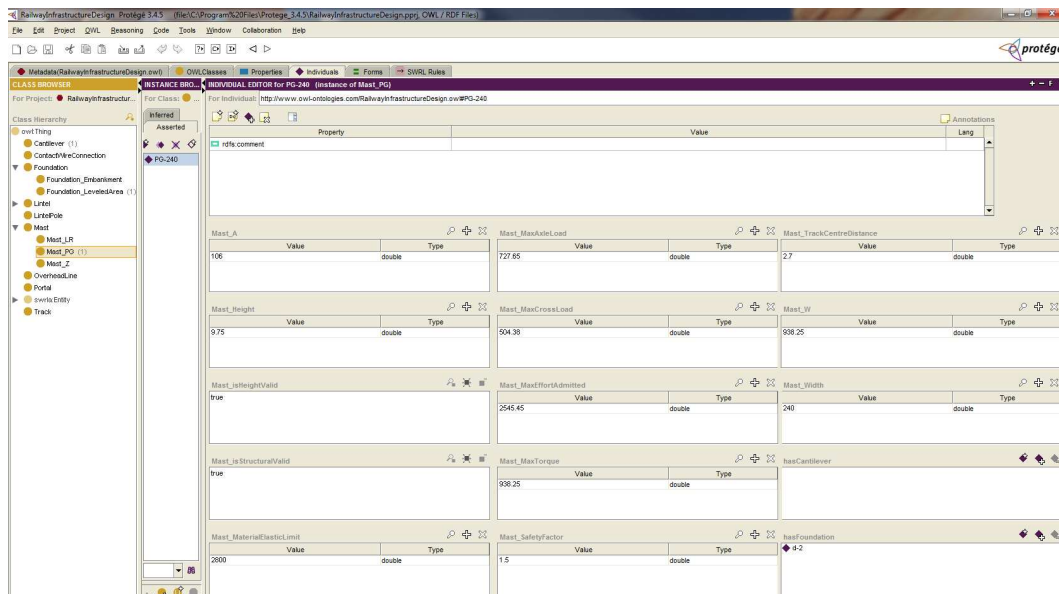 RailwayInfrastructureDesign Protégé 3.4.5 (file:\C:\Program%20Files\Protege_3.4.5\RailwayInfrastructureDesign.pprj, OWL / RDF Files)
File Edit Project OWL Reasoning Code Tools Window Collaboration Help
protégé
Metadata(RailwayInfrastructureDesign.owl) OWLClasses Properties Individuals Forms SWRL Rules
CLASS BROWSER INSTANCE BRO... INDIVIDUAL EDITOR for PG-240 (instance of Mast_PG) + - F
For Project: RailwayInfrastructur... For Class: ... For Individual: http://www.owl-ontologies.com/RailwayInfrastructureDesign.owl#PG-240
Class Hierarchy
owl:Thing
Cantilever (1)
ContactWireConnection
Foundation
Foundation_Embankment
Foundation_LeveledArea (1)
Lintel
LintelPole
Mast
Mast_LR
Mast_PG (1)
Mast_Z
OverheadLine
Portal
swrla:Entity
Track
Inferred
Asserted
PG-240
Annotations
Property Value Lang
rdfs:comment
Mast_A Mast_MaxAxleLoad Mast_TrackCentreDistance
Value Type Value Type Value Type
106 double 727.65 double 2.7 double
Mast_Height Mast_MaxCrossLoad Mast_W
Value Type Value Type Value Type
9.75 double 504.38 double 938.25 double
Mast_isHeightValid Mast_MaxEffortAdmitted Mast_Width
true Value Type Value Type
2545.45 double 240 double
Mast_isStructuralValid Mast_MaxTorque hasCantilever
true Value Type
938.25 double
Mast_MaterialElasticLimit Mast_SafetyFactor hasFoundation
Value Type Value Type d-2
2800 double 1.5 double